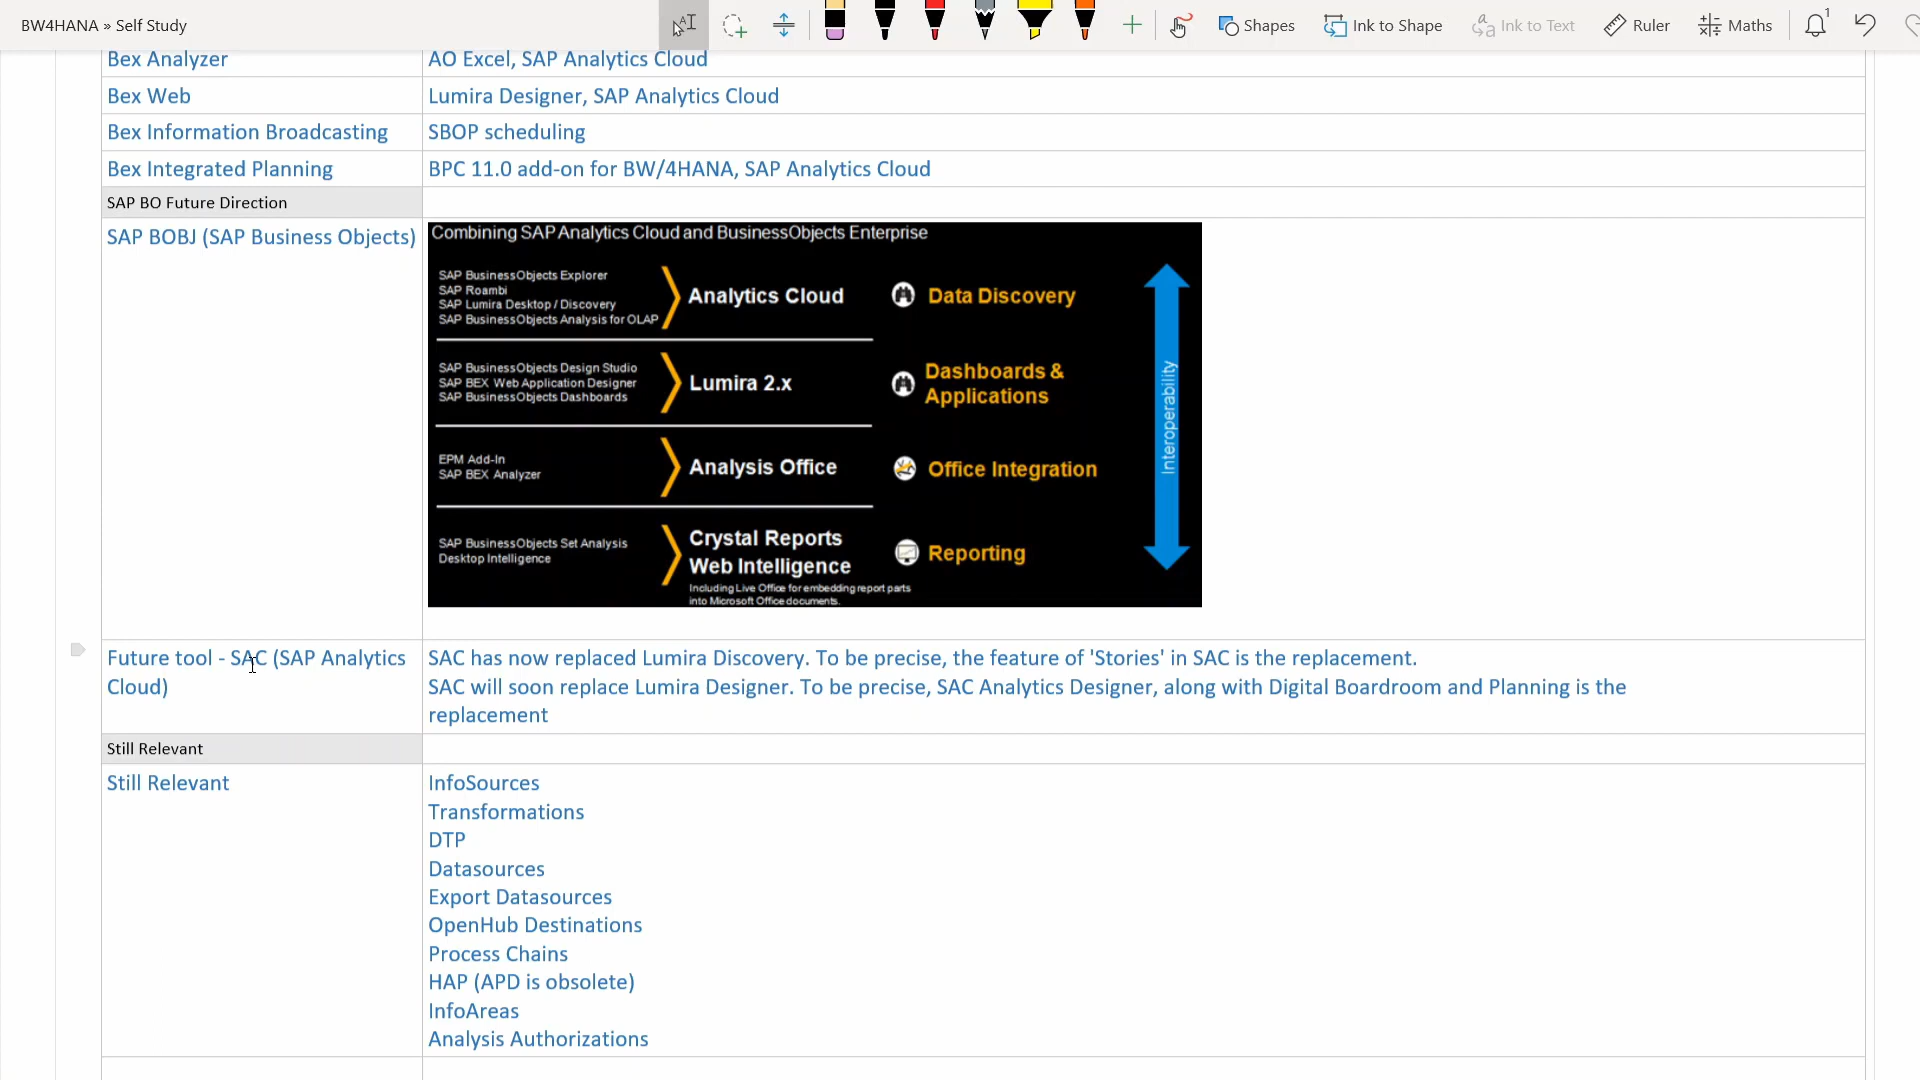 BW4HANA » Self Study
Shapes
Ink to Shape
Ink to Text
Ruler
Maths
1
Bex Analyzer
AO Excel, SAP Analytics Cloud
Bex Web
Lumira Designer, SAP Analytics Cloud
Bex Information Broadcasting
SBOP scheduling
Bex Integrated Planning
BPC 11.0 add-on for BW/4HANA, SAP Analytics Cloud
SAP BO Future Direction
SAP BOBJ (SAP Business Objects)
Combining SAP Analytics Cloud and BusinessObjects Enterprise
SAP BusinessObjects Explorer
SAP Roambi
SAP Lumira Desktop / Discovery
SAP BusinessObjects Analysis for OLAP
Analytics Cloud
Data Discovery
SAP BusinessObjects Design Studio
SAP BEX Web Application Designer
SAP BusinessObjects Dashboards
Lumira 2.x
Dashboards &
Applications
EPM Add-In
SAP BEX Analyzer
Analysis Office
Office Integration
SAP BusinessObjects Set Analysis
Desktop Intelligence
Crystal Reports
Web Intelligence
Including Live Office for embedding report parts
into Microsoft Office documents.
Reporting
Interoperability
Future tool - SAC (SAP Analytics
Cloud)
SAC has now replaced Lumira Discovery. To be precise, the feature of 'Stories' in SAC is the replacement.
SAC will soon replace Lumira Designer. To be precise, SAC Analytics Designer, along with Digital Boardroom and Planning is the
replacement
Still Relevant
Still Relevant
InfoSources
Transformations
DTP
Datasources
Export Datasources
OpenHub Destinations
Process Chains
HAP (APD is obsolete)
InfoAreas
Analysis Authorizations